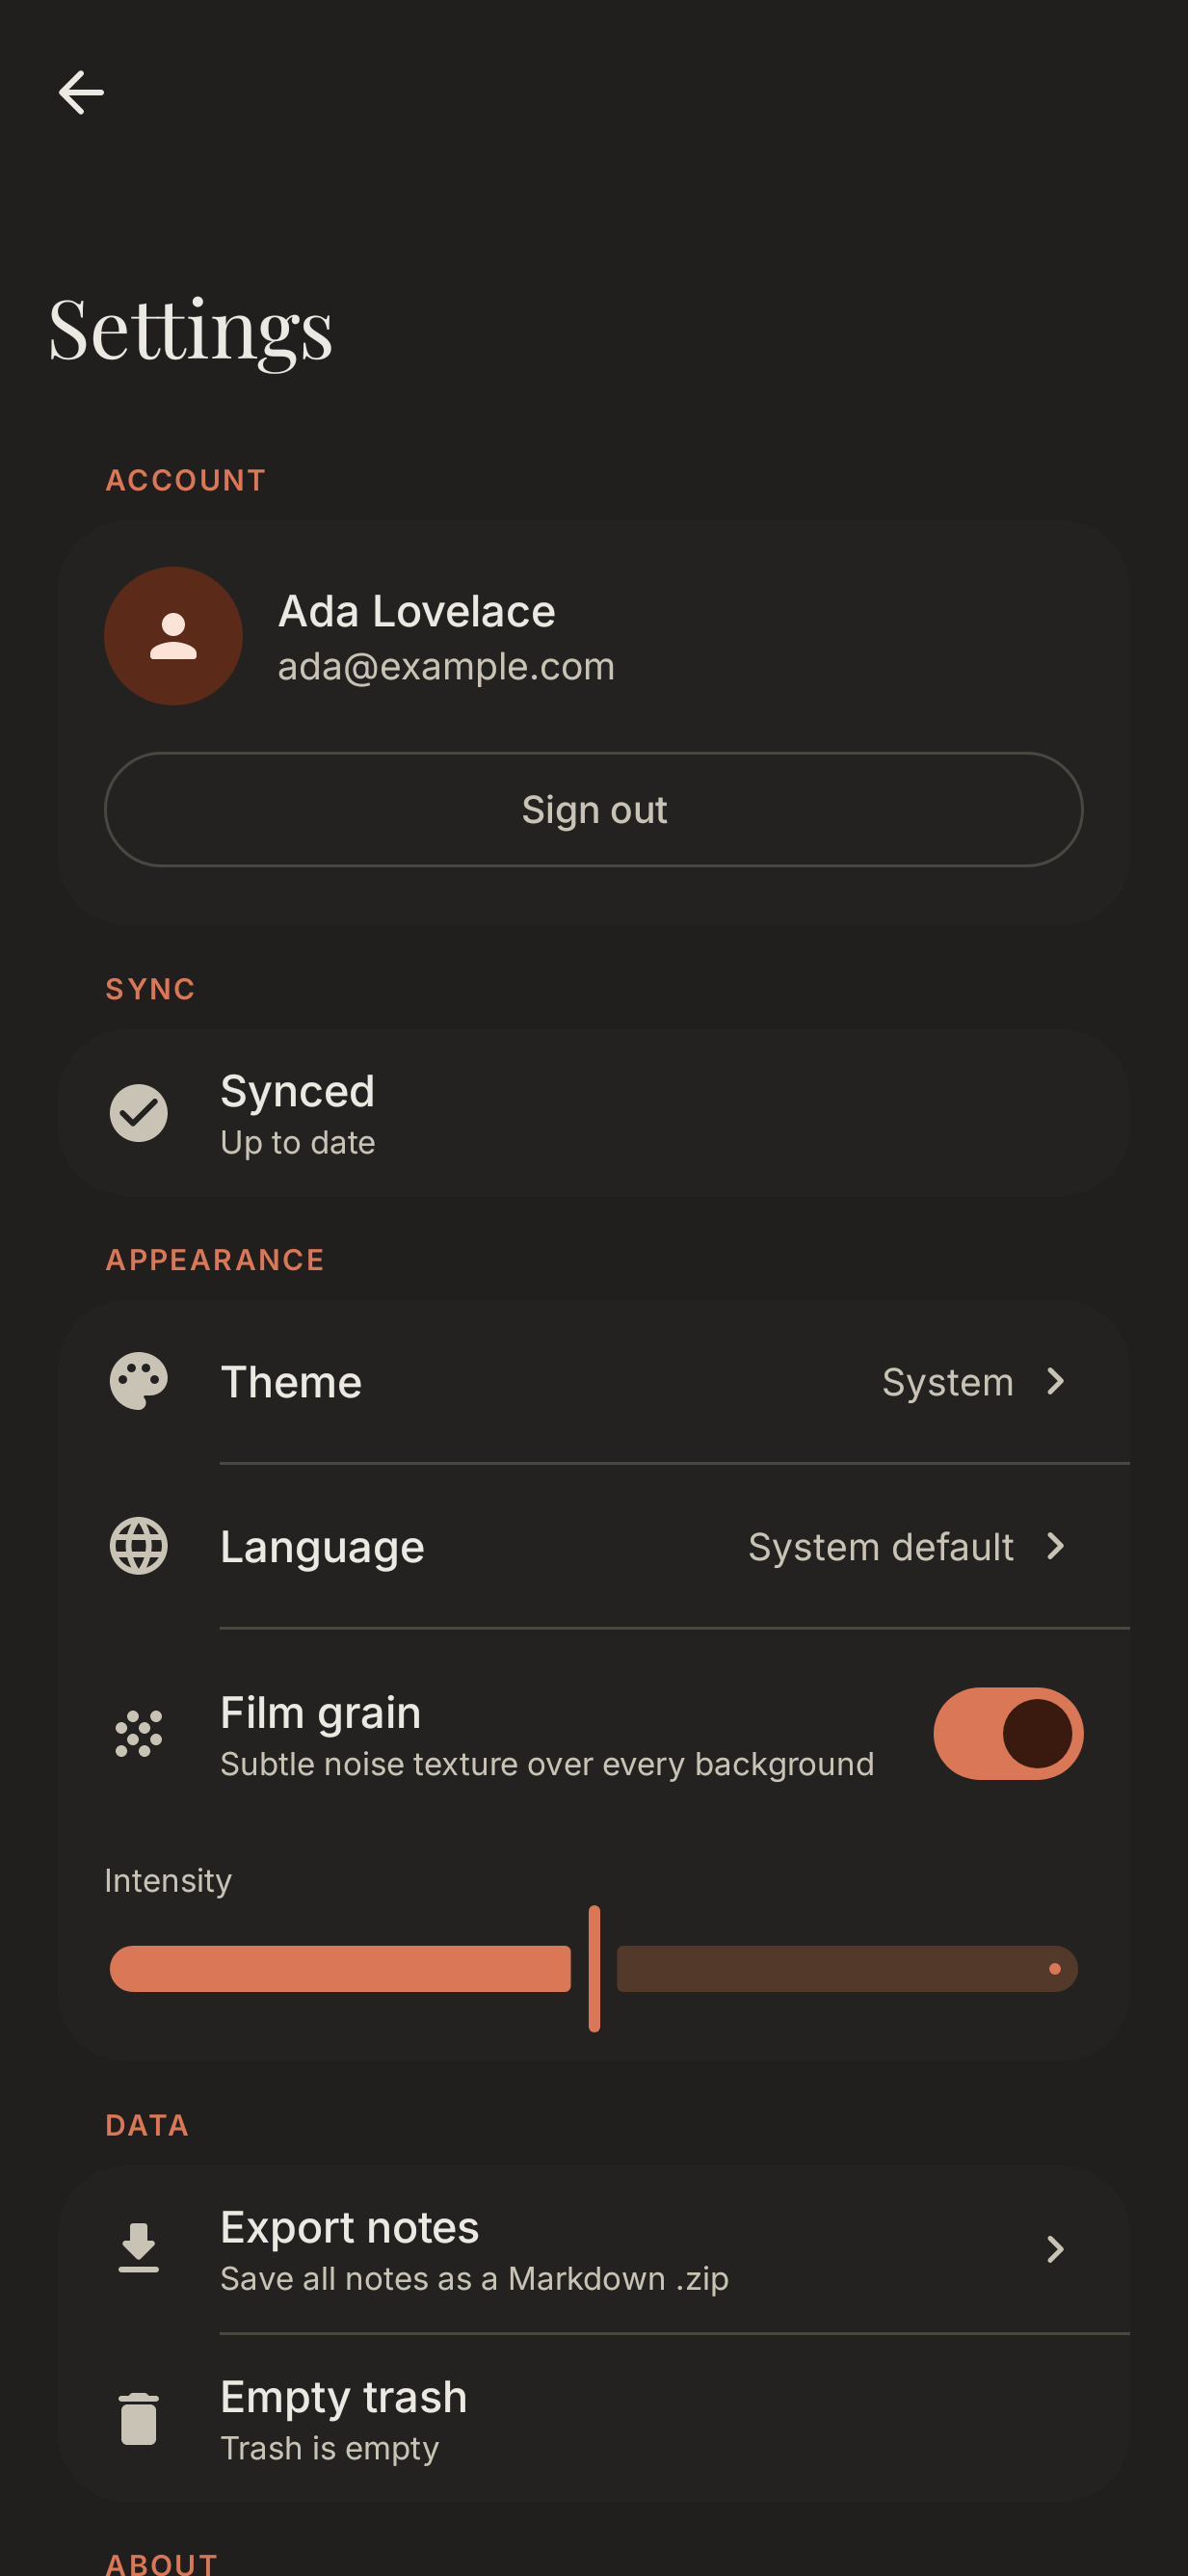 Settings
ACCOUNT
Ada Lovelace
ada@example.com
Sign out
SYNC
Synced
Up to date
APPEARANCE
Theme
System
Language
System default
Film grain
Subtle noise texture over every background
Intensity
DATA
Export notes
Save all notes as a Markdown .zip
Empty trash
Trash is empty
ABOUT